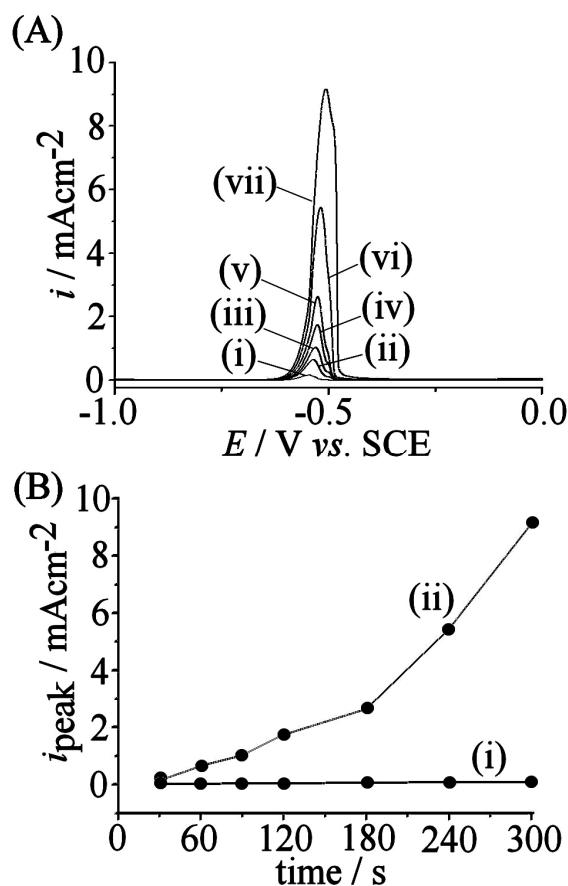 (A)
10
8
6
4
2
0
i / mAcm-2
(vii)
(vi)
(v)
(iv)
(iii)
(ii)
(i)
-1.0 -0.5 0.0
E / V vs. SCE
(B)
10
8
6
4
2
0
ipeak / mAcm-2
(ii)
(i)
0 60 120 180 240 300
time / s